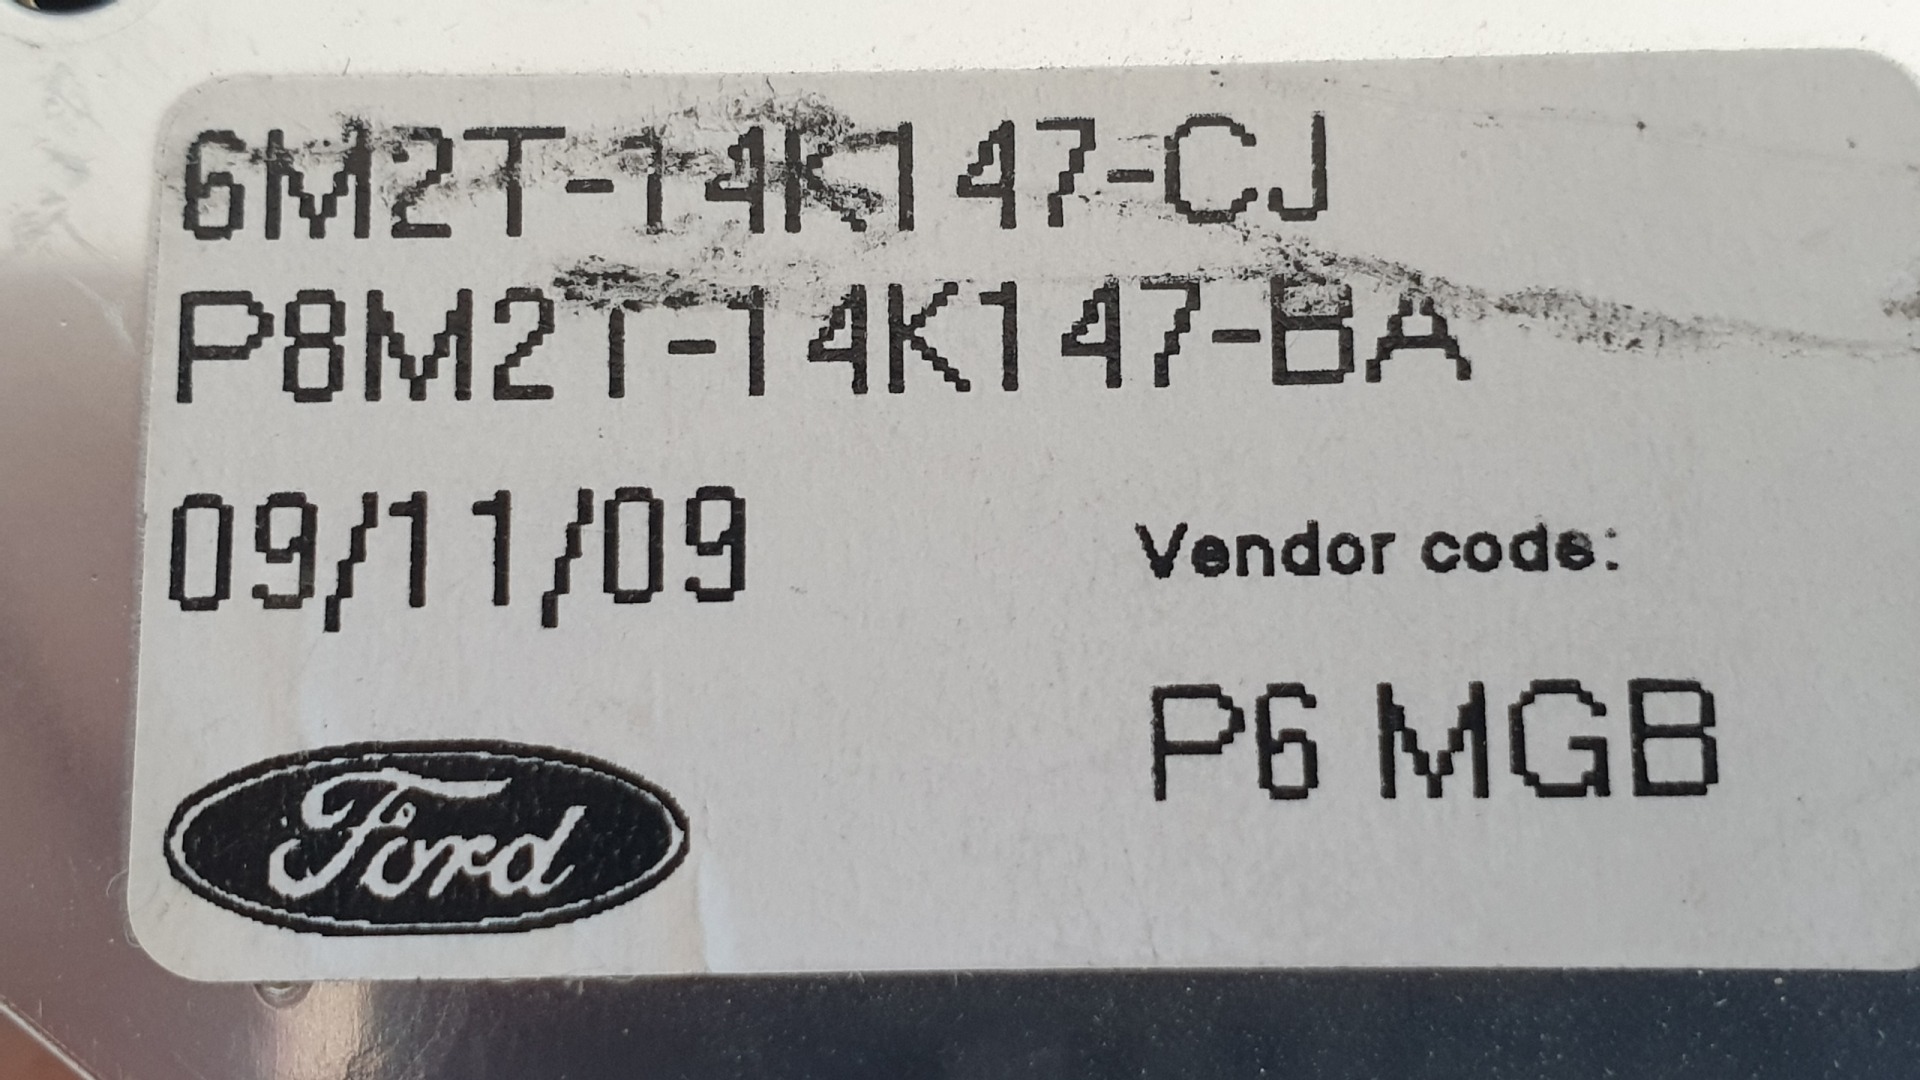 6M2T-14K147-CJ
P8M2T-14K147-BA
09/11/09
Vendor code:
P6 MGB
Ford